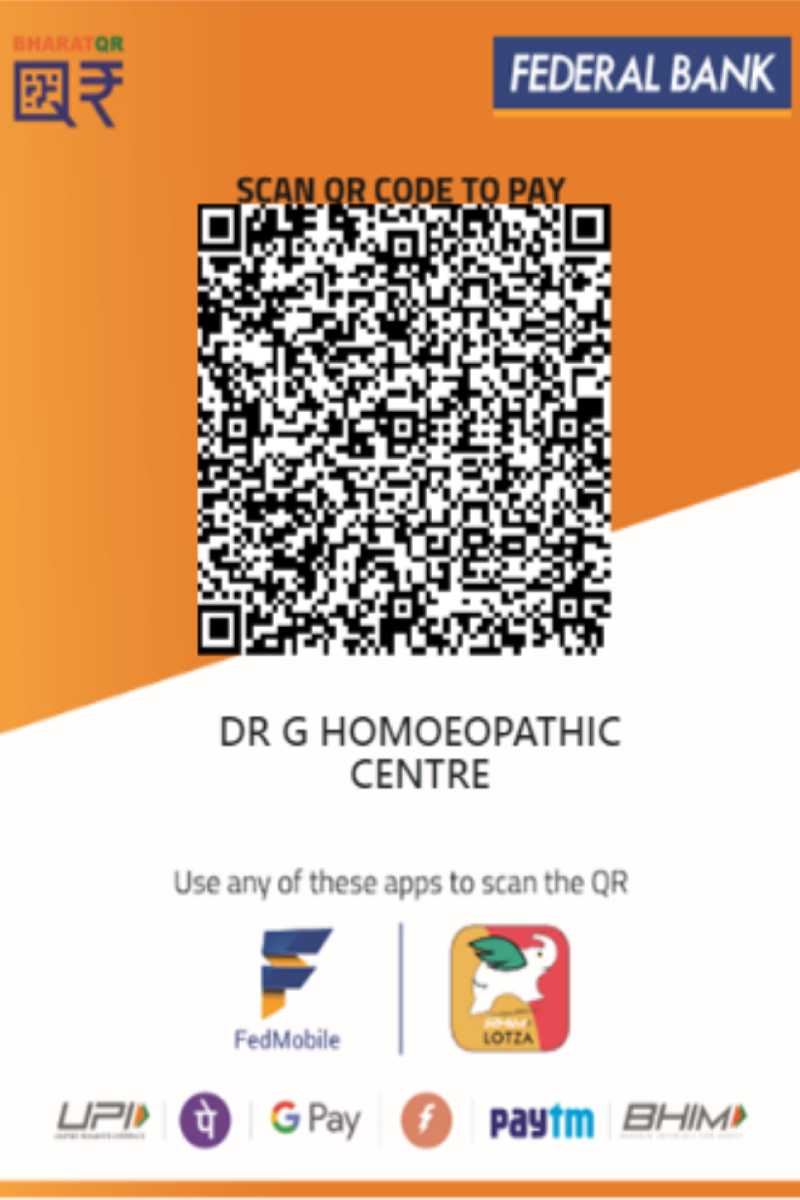 BHARATQR
FEDERAL BANK
SCAN QR CODE TO PAY
DR G HOMOEOPATHIC
CENTRE
Use any of these apps to scan the QR
FedMobile
LOTZA
UPI
पे
G Pay
paytm
BHIM